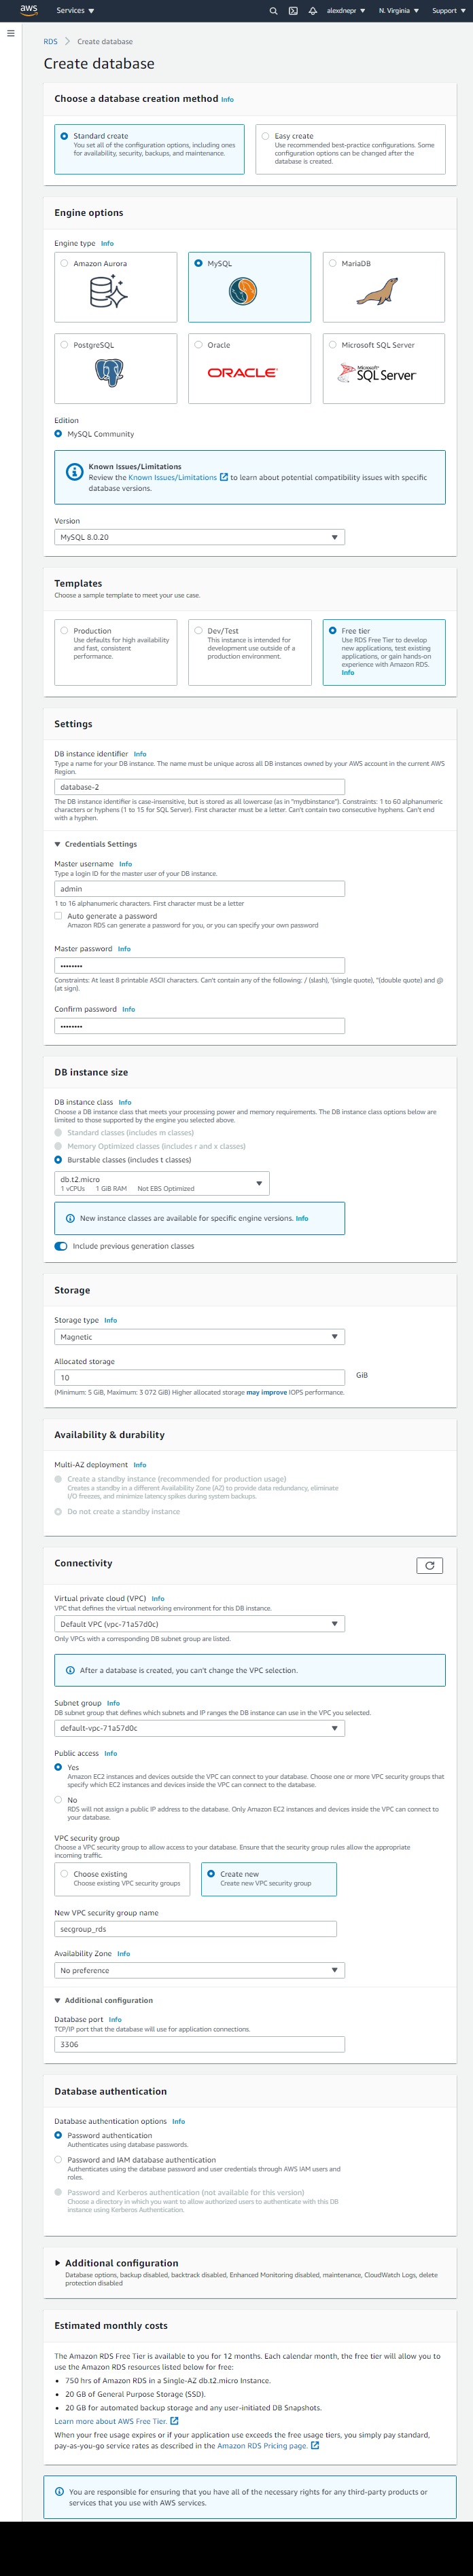 aws
Services
alexdnepr
N. Virginia
Support
RDS > Create database
Create database
Choose a database creation method Info
Standard create
You set all of the configuration options, including ones
for availability, security, backups, and maintenance.
Easy create
Use recommended best-practice configurations. Some
configuration options can be changed after the
database is created.
Engine options
Engine type Info
Amazon Aurora
MySQL
MariaDB
PostgreSQL
Oracle
ORACLE
Microsoft SQL Server
Microsoft
SQL Server
Edition
MySQL Community
Known Issues/Limitations
Review the Known Issues/Limitations to learn about potential compatibility issues with specific
database versions.
Version
MySQL 8.0.20
Templates
Choose a sample template to meet your use case.
Production
Use defaults for high availability
and fast, consistent
performance.
Dev/Test
This instance is intended for
development use outside of a
production environment.
Free tier
Use RDS Free Tier to develop
new applications, test existing
applications, or gain hands-on
experience with Amazon RDS.
Info
Settings
DB instance identifier Info
Type a name for your DB instance. The name must be unique across all DB instances owned by your AWS account in the current AWS
Region.
database-2
The DB instance identifier is case-insensitive, but is stored as all lowercase (as in "mydbinstance"). Constraints: 1 to 60 alphanumeric
characters or hyphens (1 to 15 for SQL Server). First character must be a letter. Can't contain two consecutive hyphens. Can't end
with a hyphen.
Credentials Settings
Master username Info
Type a login ID for the master user of your DB instance.
admin
1 to 16 alphanumeric characters. First character must be a letter
Auto generate a password
Amazon RDS can generate a password for you, or you can specify your own password
Master password Info
••••••••
Constraints: At least 8 printable ASCII characters. Can't contain any of the following: / (slash), '(single quote), "(double quote) and @
(at sign).
Confirm password Info
••••••••
DB instance size
DB instance class Info
Choose a DB instance class that meets your processing power and memory requirements. The DB instance class options below are
limited to those supported by the engine you selected above.
Standard classes (includes m classes)
Memory Optimized classes (includes r and x classes)
Burstable classes (includes t classes)
db.t2.micro
1 vCPUs 1 GiB RAM Not EBS Optimized
New instance classes are available for specific engine versions. Info
Include previous generation classes
Storage
Storage type Info
Magnetic
Allocated storage
10 GiB
(Minimum: 5 GiB, Maximum: 3 072 GiB) Higher allocated storage may improve IOPS performance.
Availability & durability
Multi-AZ deployment Info
Create a standby instance (recommended for production usage)
Creates a standby in a different Availability Zone (AZ) to provide data redundancy, eliminate
I/O freezes, and minimize latency spikes during system backups.
Do not create a standby instance
Connectivity
Virtual private cloud (VPC) Info
VPC that defines the virtual networking environment for this DB instance.
Default VPC (vpc-71a57d0c)
Only VPCs with a corresponding DB subnet group are listed.
After a database is created, you can't change the VPC selection.
Subnet group Info
DB subnet group that defines which subnets and IP ranges the DB instance can use in the VPC you selected.
default-vpc-71a57d0c
Public access Info
Yes
Amazon EC2 instances and devices outside the VPC can connect to your database. Choose one or more VPC security groups that
specify which EC2 instances and devices inside the VPC can connect to the database.
No
RDS will not assign a public IP address to the database. Only Amazon EC2 instances and devices inside the VPC can connect to
your database.
VPC security group
Choose a VPC security group to allow access to your database. Ensure that the security group rules allow the appropriate
incoming traffic.
Choose existing
Choose existing VPC security groups
Create new
Create new VPC security group
New VPC security group name
secgroup_rds
Availability Zone Info
No preference
Additional configuration
Database port Info
TCP/IP port that the database will use for application connections.
3306
Database authentication
Database authentication options Info
Password authentication
Authenticates using database passwords.
Password and IAM database authentication
Authenticates using the database password and user credentials through AWS IAM users and
roles.
Password and Kerberos authentication (not available for this version)
Choose a directory in which you want to allow authorized users to authenticate with this DB
instance using Kerberos Authentication.
Additional configuration
Database options, backup disabled, backtrack disabled, Enhanced Monitoring disabled, maintenance, CloudWatch Logs, delete
protection disabled
Estimated monthly costs
The Amazon RDS Free Tier is available to you for 12 months. Each calendar month, the free tier will allow you to
use the Amazon RDS resources listed below for free:
• 750 hrs of Amazon RDS in a Single-AZ db.t2.micro Instance.
• 20 GB of General Purpose Storage (SSD).
• 20 GB for automated backup storage and any user-initiated DB Snapshots.
Learn more about AWS Free Tier.
When your free usage expires or if your application use exceeds the free usage tiers, you simply pay standard,
pay-as-you-go service rates as described in the Amazon RDS Pricing page.
You are responsible for ensuring that you have all of the necessary rights for any third-party products or
services that you use with AWS services.